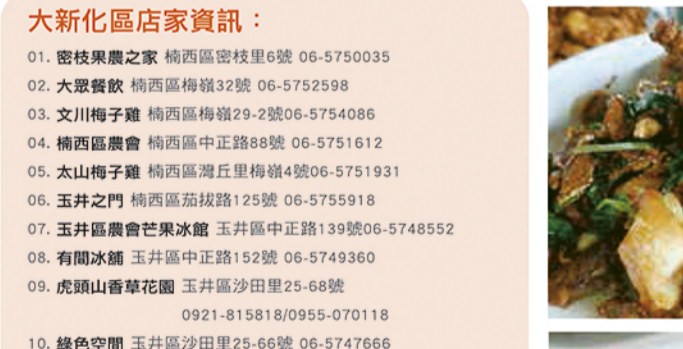 大新化區店家資訊：
01. 密枝果農之家 楠西區密枝里6號 06-5750035
02. 大眾餐飲 楠西區梅嶺32號 06-5752598
03. 文川梅子雞 楠西區梅嶺29-2號06-5754086
04. 楠西區農會 楠西區中正路88號 06-5751612
05. 太山梅子雞 楠西區灣丘里梅嶺4號06-5751931
06. 玉井之門 楠西區茄拔路125號 06-5755918
07. 玉井區農會芒果冰館 玉井區中正路139號06-5748552
08. 有間冰舖 玉井區中正路152號 06-5749360
09. 虎頭山香草花園 玉井區沙田里25-68號
0921-815818/0955-070118
10. 綠色空間 玉井區沙田里25-66號 06-5747666